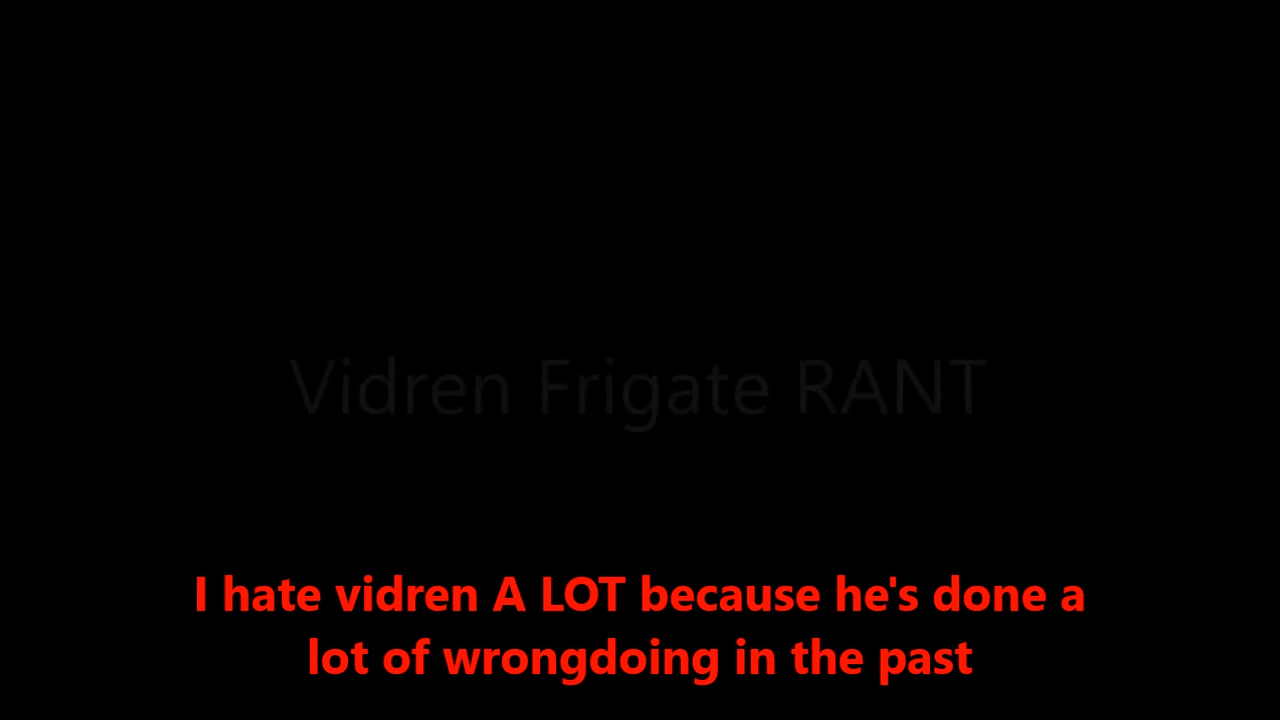 Vidren Frigate RANT
I hate vidren A LOT because he's done a
lot of wrongdoing in the past